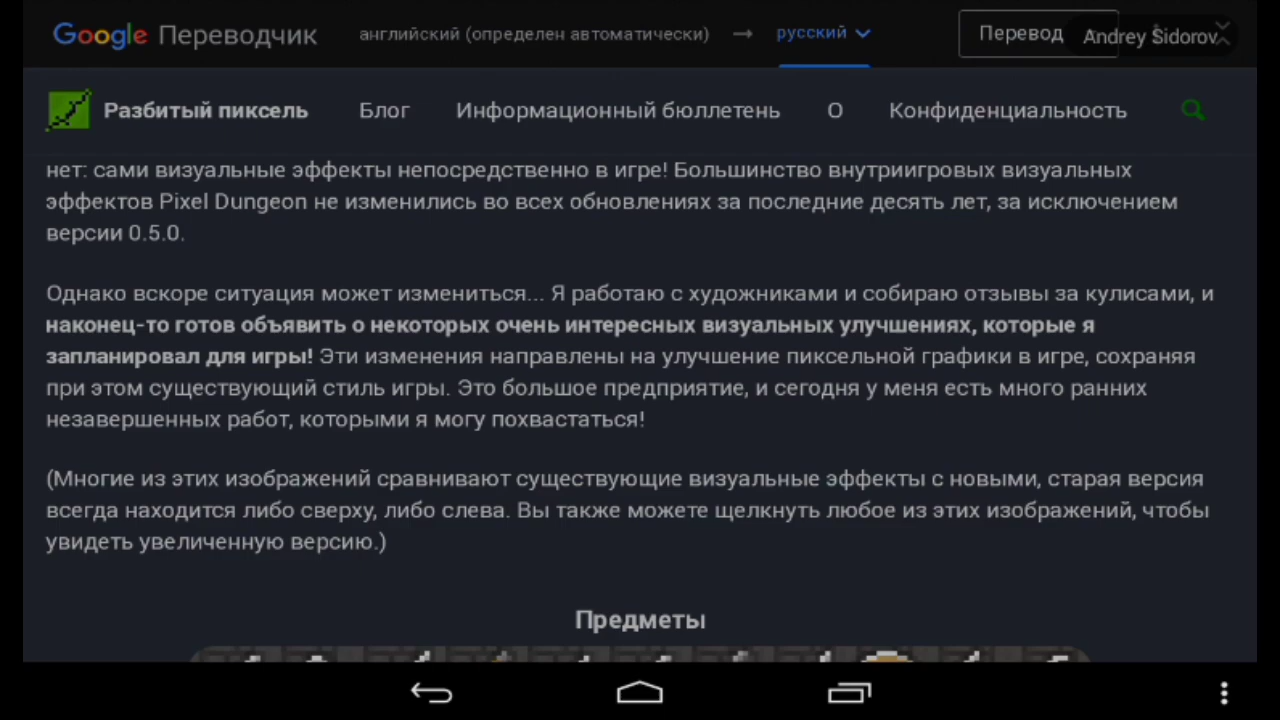 Google Переводчик английский (определен автоматически) → русский Перевод Andrey Sidorov
Разбитый пиксель Блог Информационный бюллетень О Конфиденциальность
нет: сами визуальные эффекты непосредственно в игре! Большинство внутриигровых визуальных
эффектов Pixel Dungeon не изменились во всех обновлениях за последние десять лет, за исключением
версии 0.5.0.
Однако вскоре ситуация может измениться... Я работаю с художниками и собираю отзывы за кулисами, и
наконец-то готов объявить о некоторых очень интересных визуальных улучшениях, которые я
запланировал для игры! Эти изменения направлены на улучшение пиксельной графики в игре, сохраняя
при этом существующий стиль игры. Это большое предприятие, и сегодня у меня есть много ранних
незавершенных работ, которыми я могу похвастаться!
(Многие из этих изображений сравнивают существующие визуальные эффекты с новыми, старая версия
всегда находится либо сверху, либо слева. Вы также можете щелкнуть любое из этих изображений, чтобы
увидеть увеличенную версию.)
Предметы